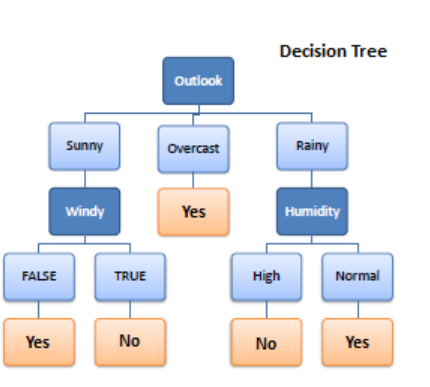 Decision Tree
Outlook
Sunny
Overcast
Rainy
Windy
Yes
Humidity
FALSE
TRUE
High
Normal
Yes
No
No
Yes